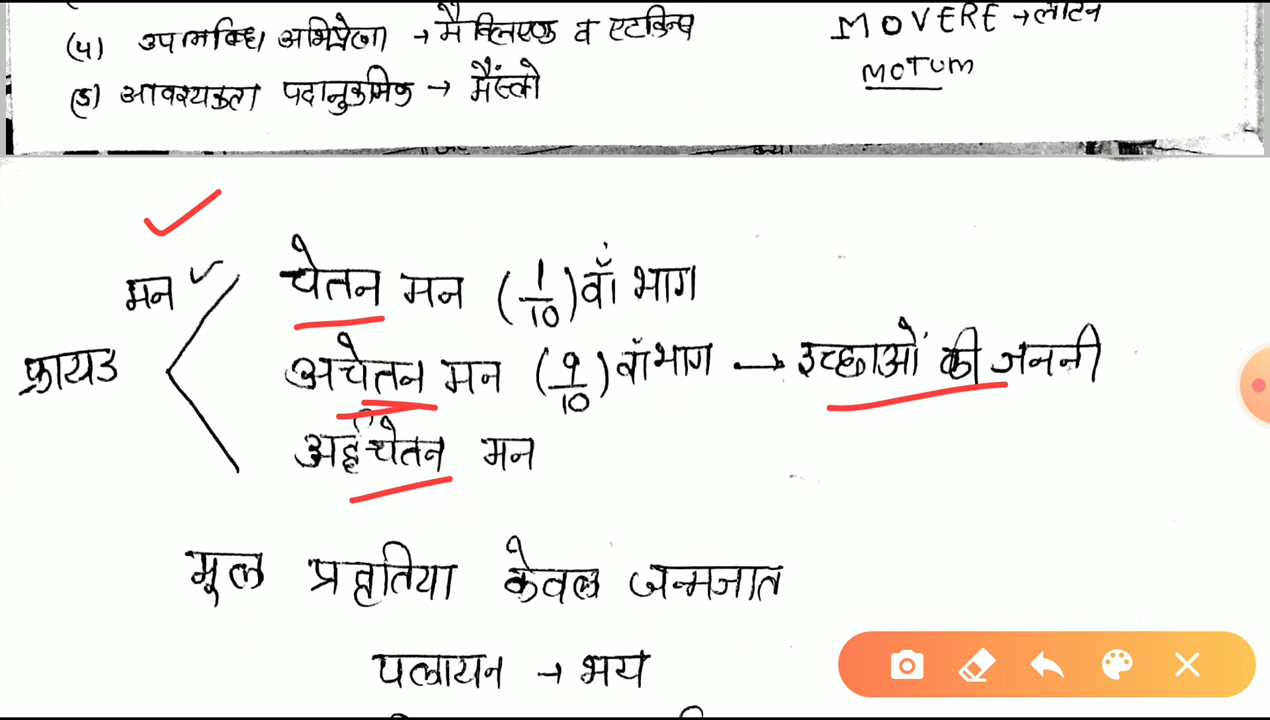 (4) उपलब्धि अभिप्रेरणा → मैक्लिएण्ड व एटकिन्स
MOVERE → लैटिन
MOTUM
(5) आवश्यकता पदानुक्रमिक → मैस्लो
मन
चेतन मन (1/10) वाँ भाग
फ्रायड
अचेतन मन (9/10) वाँ भाग → इच्छाओं की जननी
अर्द्धचेतन मन
मूल प्रवृतिया केवल जन्मजात
पलायन → भय